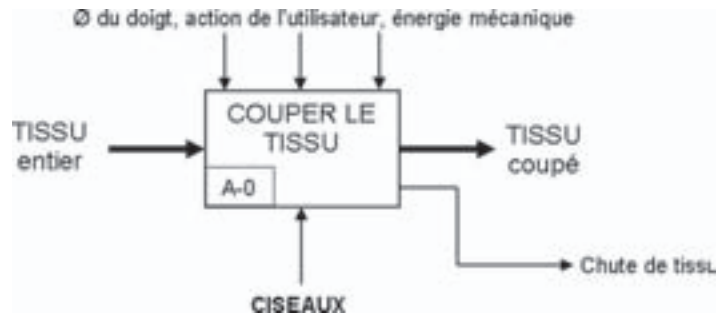 Ø du doigt, action de l'utilisateur, énergie mécanique
COUPER LE
TISSU
TISSU
entier
TISSU
coupé
A-0
Chute de tissu
CISEAUX